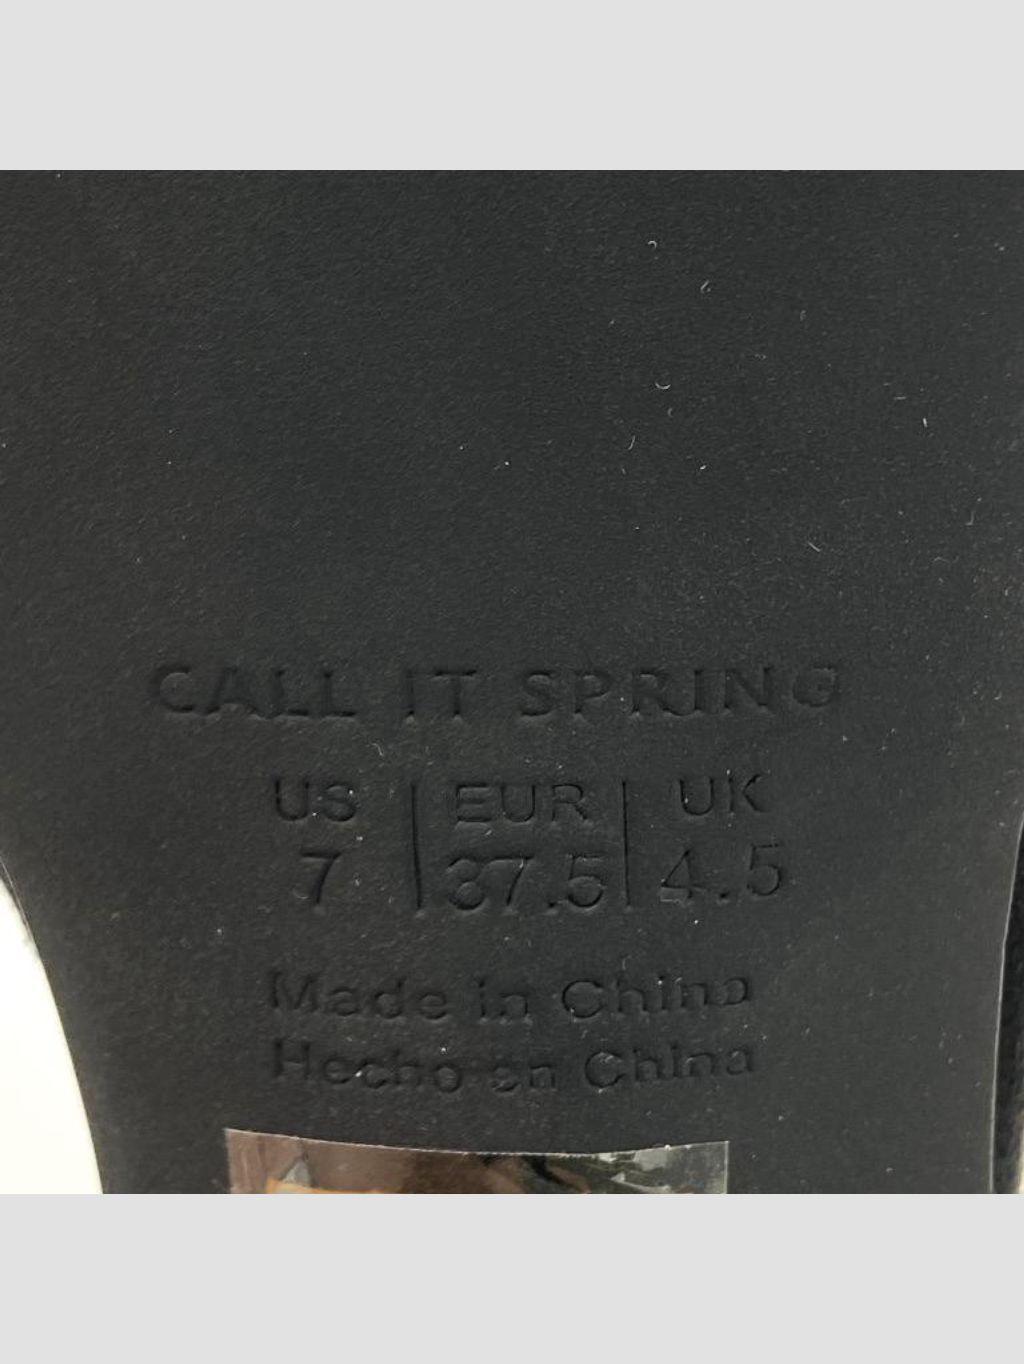 CALL IT SPRING
US | EUR | UK
7 | 37.5 | 4.5
Made in China
Hecho en China